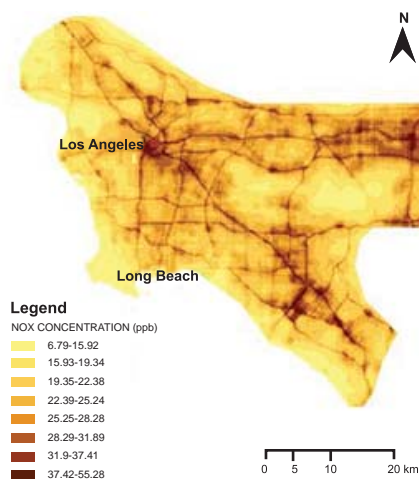 N
Los Angeles
Long Beach
Legend
NOX CONCENTRATION (ppb)
6.79-15.92
15.93-19.34
19.35-22.38
22.39-25.24
25.25-28.28
28.29-31.89
31.9-37.41
37.42-55.28
0 5 10 20 km